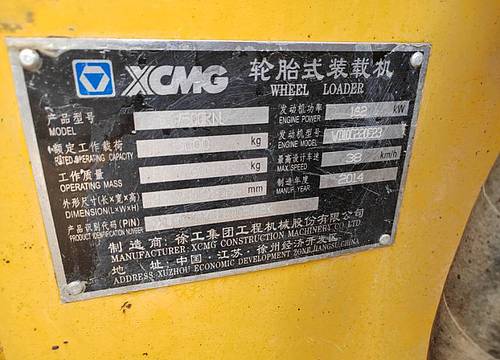 XCMG 轮胎式装载机
WHEEL LOADER
产品型号
MODEL
发动机功率 162 kW
ENGINE POWER
额定工作载荷 kg
RATED OPERATING CAPACITY
发动机型号
ENGINE MODEL
工作质量 kg
OPERATING MASS
最高设计车速 38 km/h
MAX. SPEED
外形尺寸(长×宽×高) mm
DIMENSION(L×W×H)
制造年度 2014
MANUF. YEAR
产品识别代码(PIN)
PRODUCT IDENTIFICATION NUMBER
制造商:徐工集团工程机械股份有限公司
MANUFACTURER:XCMG CONSTRUCTION MACHINERY CO.,LTD
地 址:中国·江苏·徐州经济开发区
ADDRESS XUZHOU ECONOMIC DEVELOPMENT ZONE,JIANGSU,CHINA